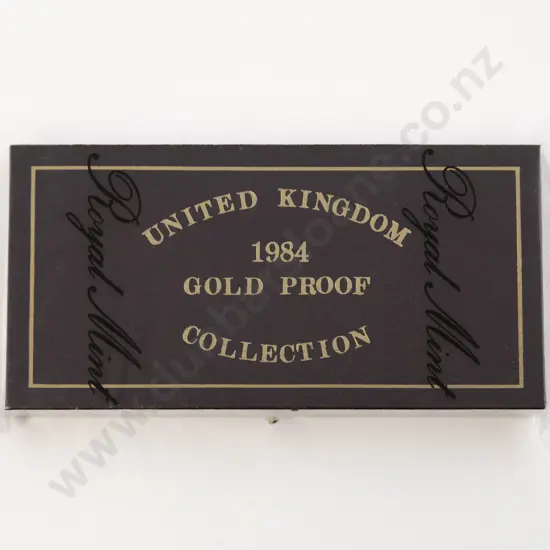 UNITED KINGDOM
1984
GOLD PROOF
COLLECTION
Royal Mint
Royal Mint